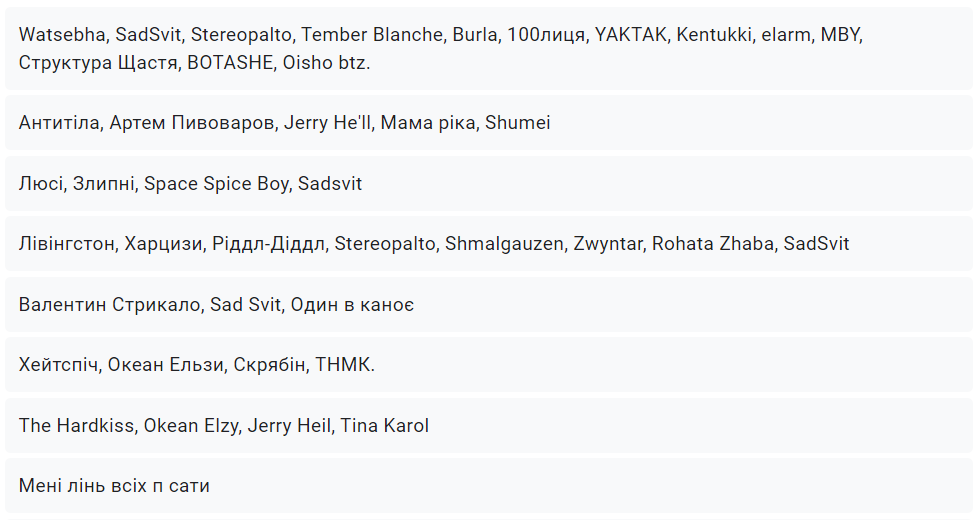 Watsebha, SadSvit, Stereopalto, Tember Blanche, Burla, 100лиця, YAKTAK, Kentukki, elarm, MBY,
Структура Щастя, BOTASHE, Oisho btz.
Антитіла, Артем Пивоваров, Jerry He'll, Мама ріка, Shumei
Люсі, Злипні, Space Spice Boy, Sadsvit
Лівінгстон, Харцизи, Ріддл-Діддл, Stereopalto, Shmalgauzen, Zwyntar, Rohata Zhaba, SadSvit
Валентин Стрикало, Sad Svit, Один в каноє
Хейтспіч, Океан Ельзи, Скрябін, ТНМК.
The Hardkiss, Okean Elzy, Jerry Heil, Tina Karol
Мені лінь всіх п сати